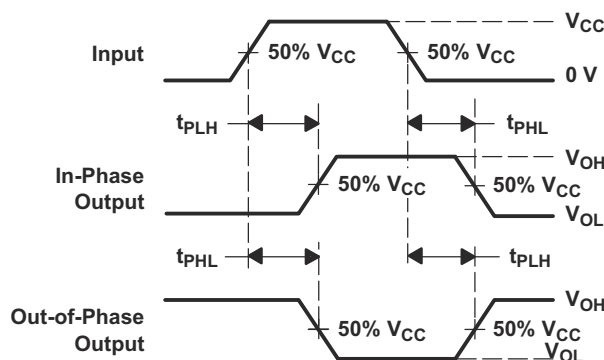 VCC
Input
50% VCC
50% VCC
0 V
tPLH
tPHL
VOH
In-Phase
Output
50% VCC
50% VCC
VOL
tPHL
tPLH
VOH
Out-of-Phase
Output
50% VCC
50% VCC
VOL